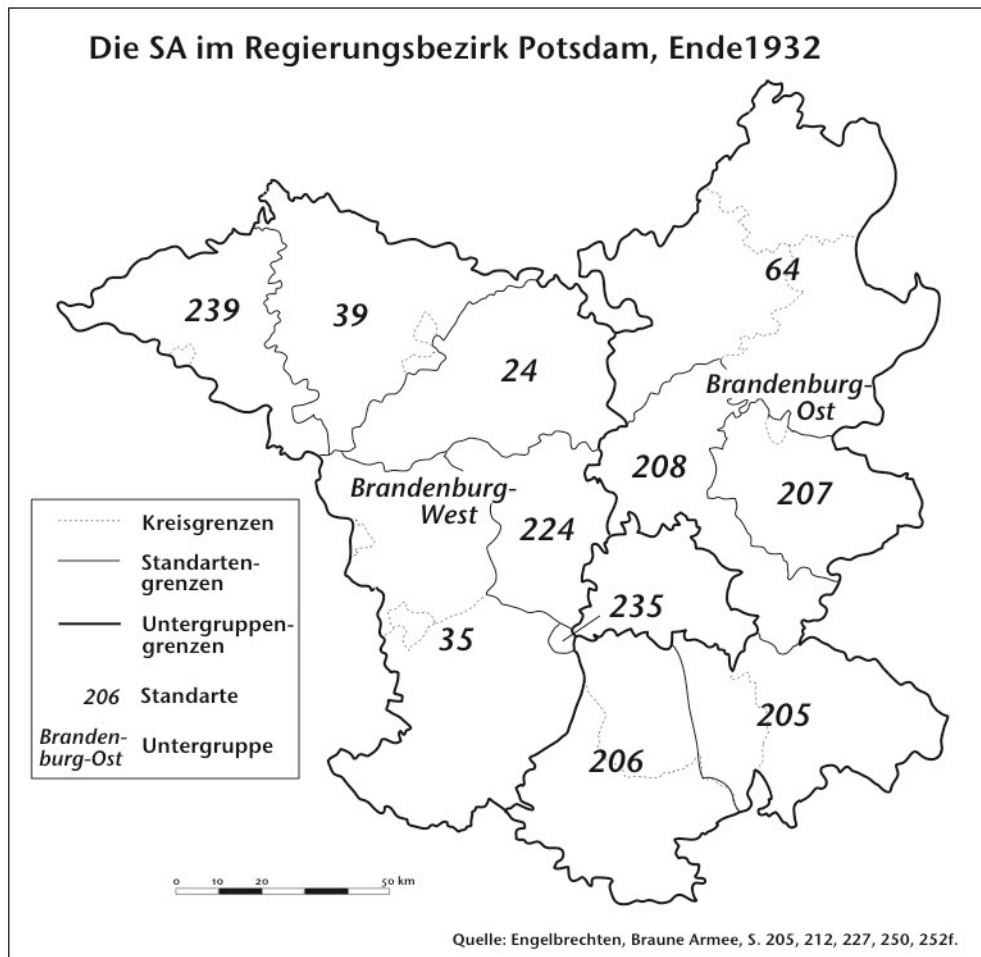 Die SA im Regierungsbezirk Potsdam, Ende1932
64
239
39
24
Brandenburg-
Ost
208
207
Brandenburg-
West
224
235
35
205
206
Kreisgrenzen
Standarten-
grenzen
Untergruppen-
grenzen
206 Standarte
Branden-
burg-Ost
Untergruppe
0 10 20 50 km
Quelle: Engelbrechten, Braune Armee, S. 205, 212, 227, 250, 252f.